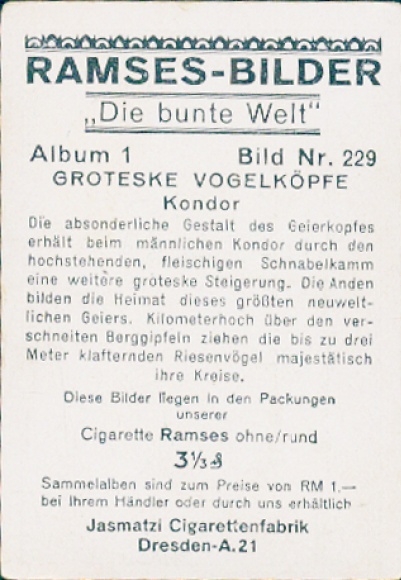 RAMSES-BILDER
„Die bunte Welt“
Album 1 Bild Nr. 229
GROTESKE VOGELKÖPFE
Kondor
Die absonderliche Gestalt des Geierkopfes
erhält beim männlichen Kondor durch den
hochstehenden, fleischigen Schnabelkamm
eine weitere groteske Steigerung. Die Anden
bilden die Heimat dieses größten neuwelt-
lichen Geiers. Kilometerhoch über den ver-
schneiten Berggipfeln ziehen die bis zu drei
Meter klafternden Riesenvögel majestätisch
ihre Kreise.
Diese Bilder liegen in den Packungen
unserer
Cigarette Ramses ohne/rund
3⅓ ₰
Sammelalben sind zum Preise von RM 1.—
bei Ihrem Händler oder durch uns erhältlich
Jasmatzi Cigarettenfabrik
Dresden-A.21